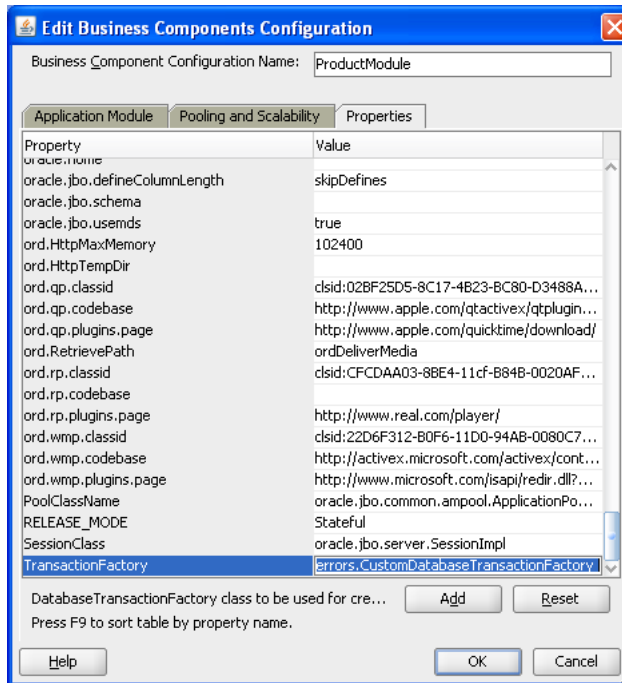 Edit Business Components Configuration
Business Component Configuration Name: ProductModule
Application Module Pooling and Scalability Properties
Property Value
oracle.home
oracle.jbo.defineColumnLength skipDefines
oracle.jbo.schema
oracle.jbo.usemds true
ord.HttpMaxMemory 102400
ord.HttpTempDir
ord.qp.classid clsid:02BF25D5-8C17-4B23-BC80-D3488A...
ord.qp.codebase http://www.apple.com/qtactivex/qtplugin...
ord.qp.plugins.page http://www.apple.com/quicktime/download/
ord.RetrievePath ordDeliverMedia
ord.rp.classid clsid:CFCDAA03-8BE4-11cf-B84B-0020AF...
ord.rp.codebase
ord.rp.plugins.page http://www.real.com/player/
ord.wmp.classid clsid:22D6F312-B0F6-11D0-94AB-0080C7...
ord.wmp.codebase http://activex.microsoft.com/activex/cont...
ord.wmp.plugins.page http://www.microsoft.com/isapi/redir.dll?...
PoolClassName oracle.jbo.common.ampool.ApplicationPo...
RELEASE_MODE Stateful
SessionClass oracle.jbo.server.SessionImpl
TransactionFactory errors.CustomDatabaseTransactionFactory
DatabaseTransactionFactory class to be used for cre... Add Reset
Press F9 to sort table by property name.
Help OK Cancel